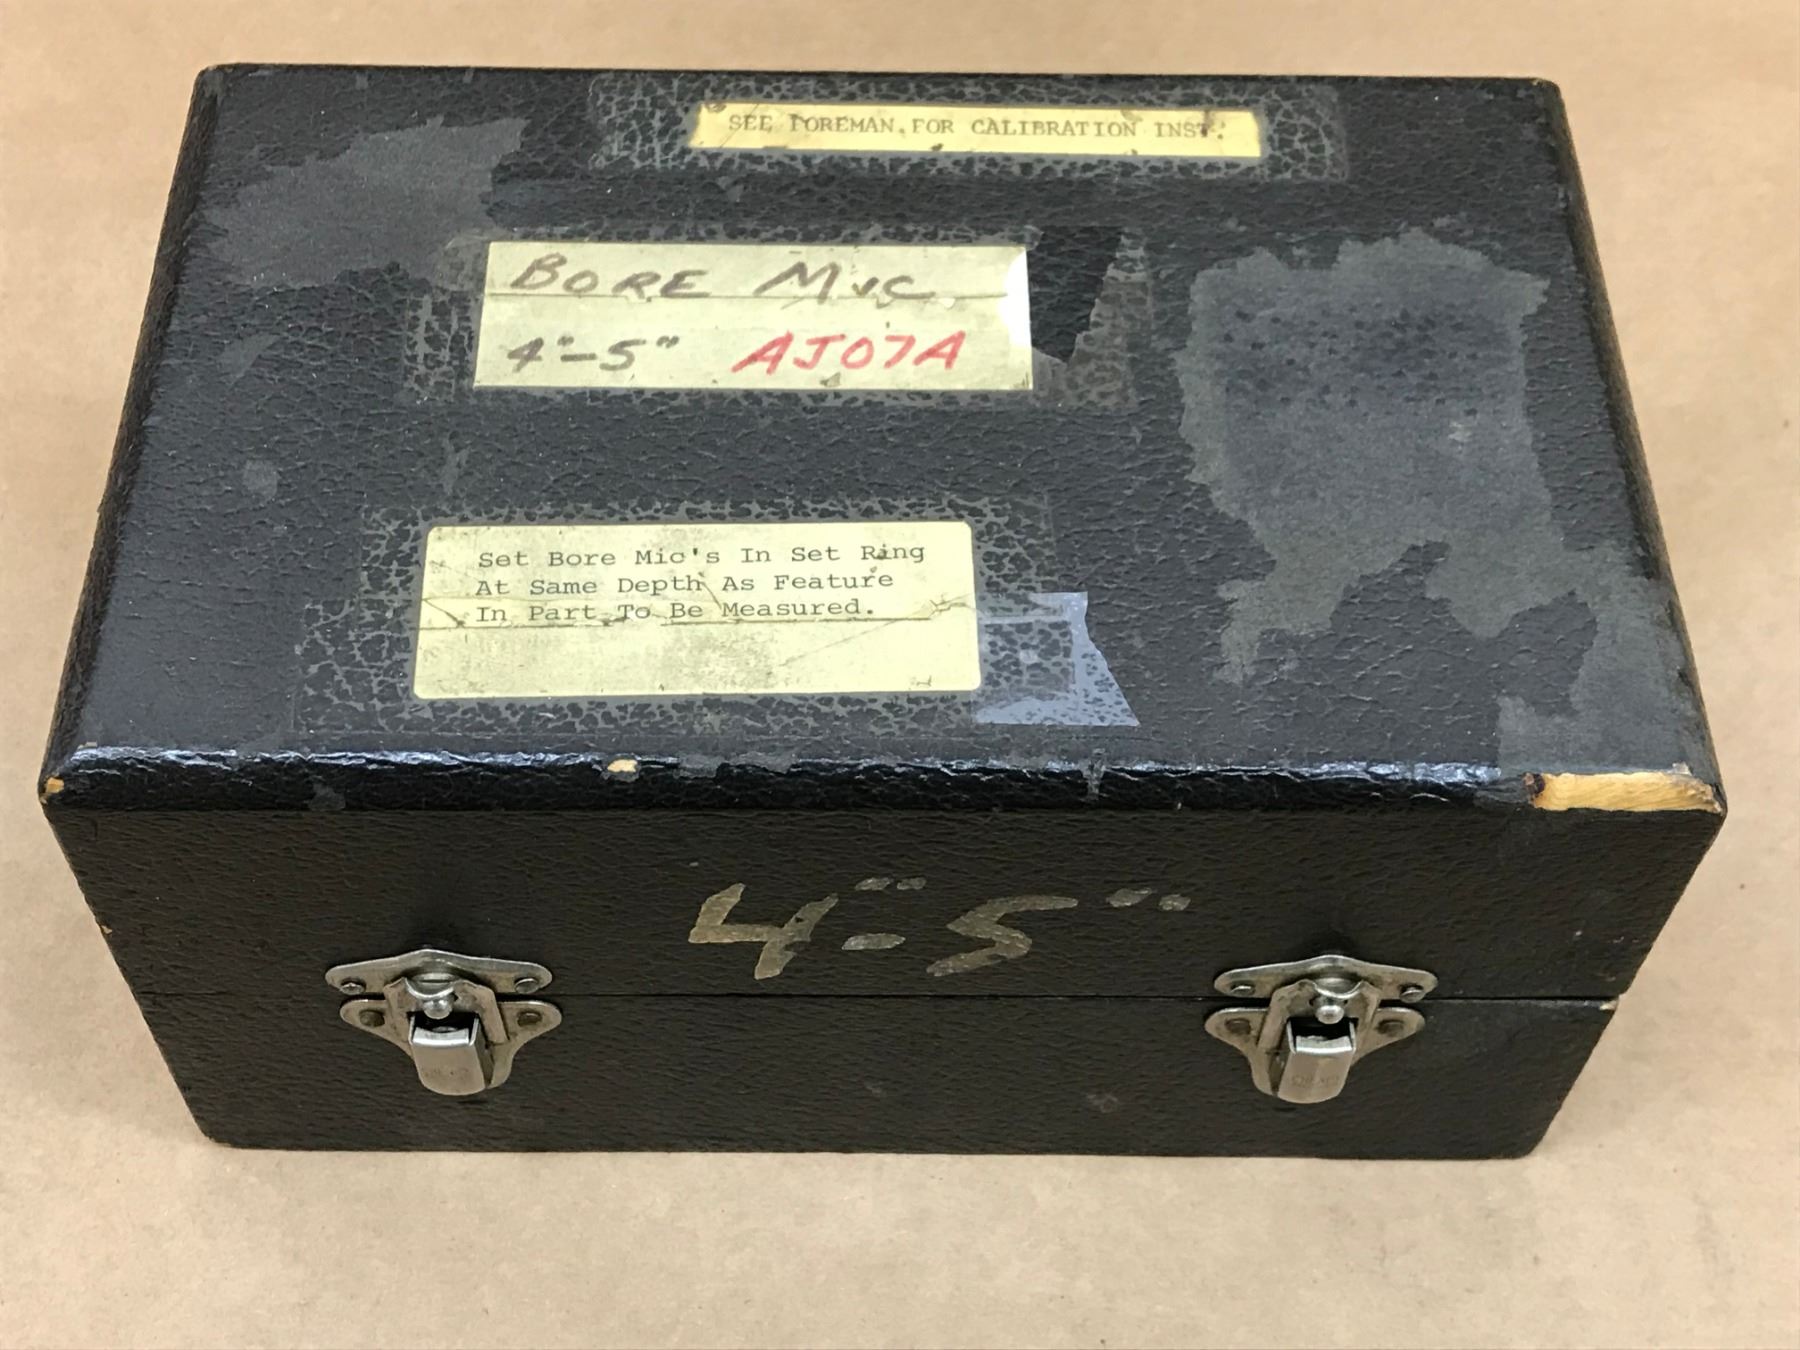 SEE FOREMAN FOR CALIBRATION INST.
BORE MIC
4"-5" AJ07A
Set Bore Mic's In Set Ring
At Same Depth As Feature
In Part To Be Measured.
4"-5"